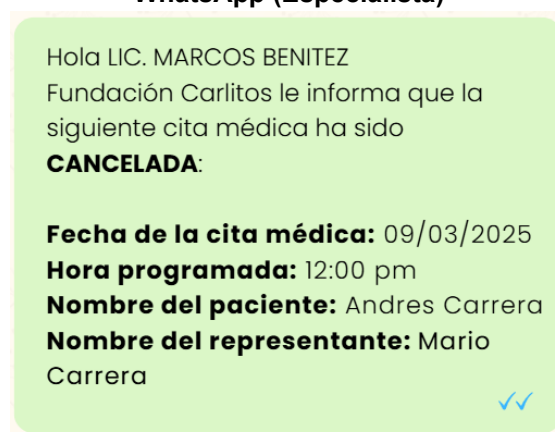 WhatsApp (Especialista)
Hola LIC. MARCOS BENITEZ
Fundación Carlitos le informa que la
siguiente cita médica ha sido
CANCELADA:
Fecha de la cita médica: 09/03/2025
Hora programada: 12:00 pm
Nombre del paciente: Andres Carrera
Nombre del representante: Mario
Carrera